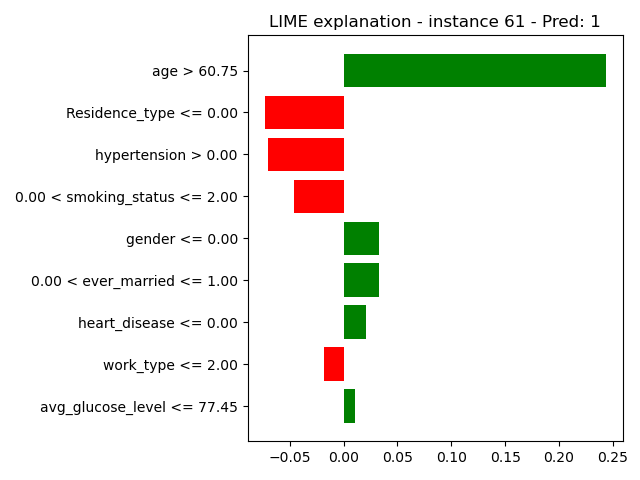 LIME explanation - instance 61 - Pred: 1
age > 60.75
Residence_type <= 0.00
hypertension > 0.00
0.00 < smoking_status <= 2.00
gender <= 0.00
0.00 < ever_married <= 1.00
heart_disease <= 0.00
work_type <= 2.00
avg_glucose_level <= 77.45
−0.05 0.00 0.05 0.10 0.15 0.20 0.25